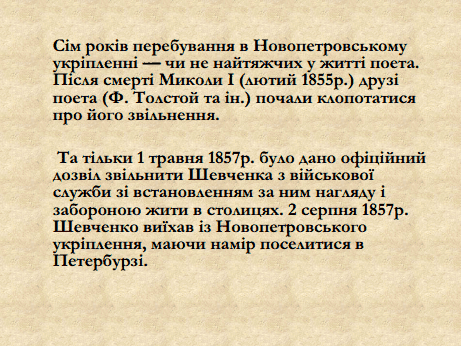 Сім років перебування в Новопетровському
укріпленні — чи не найтяжчих у житті поета.
Після смерті Миколи І (лютий 1855р.) друзі
поета (Ф. Толстой та ін.) почали клопотатися
про його звільнення.
Та тільки 1 травня 1857р. було дано офіційний
дозвіл звільнити Шевченка з військової
служби зі встановленням за ним нагляду і
забороною жити в столицях. 2 серпня 1857р.
Шевченко виїхав із Новопетровського
укріплення, маючи намір поселитися в
Петербурзі.